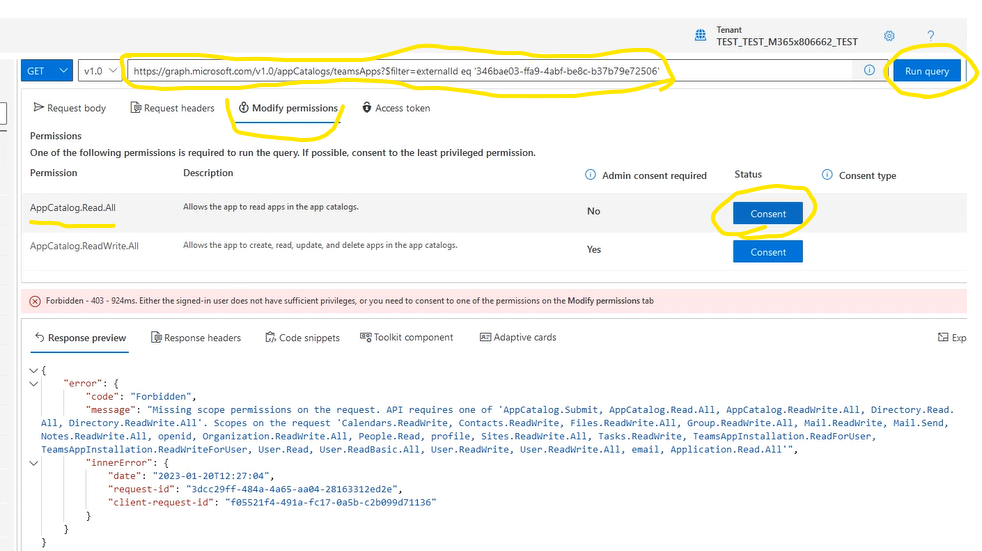 Tenant
TEST_TEST_M365x806662_TEST
?
GET
v1.0
https://graph.microsoft.com/v1.0/appCatalogs/teamsApps?$filter=externalId eq '346bae03-ffa9-4abf-be8c-b37b79e72506'
Run query
Request body
Request headers
Modify permissions
Access token
Permissions
One of the following permissions is required to run the query. If possible, consent to the least privileged permission.
Permission
Description
Admin consent required
Status
Consent type
AppCatalog.Read.All
Allows the app to read apps in the app catalogs.
No
Consent
AppCatalog.ReadWrite.All
Allows the app to create, read, update, and delete apps in the app catalogs.
Yes
Consent
Forbidden - 403 - 924ms. Either the signed-in user does not have sufficient privileges, or you need to consent to one of the permissions on the Modify permissions tab
Response preview
Response headers
Code snippets
Toolkit component
Adaptive cards
Exp
{
"error": {
"code": "Forbidden",
"message": "Missing scope permissions on the request. API requires one of 'AppCatalog.Submit, AppCatalog.Read.All, AppCatalog.ReadWrite.All, Directory.Read.
All, Directory.ReadWrite.All'. Scopes on the request 'Calendars.ReadWrite, Contacts.ReadWrite, Files.ReadWrite.All, Group.ReadWrite.All, Mail.ReadWrite, Mail.Send,
Notes.ReadWrite.All, openid, Organization.ReadWrite.All, People.Read, profile, Sites.ReadWrite.All, Tasks.ReadWrite, TeamsAppInstallation.ReadForUser,
TeamsAppInstallation.ReadWriteForUser, User.Read, User.ReadBasic.All, User.ReadWrite, User.ReadWrite.All, email, Application.Read.All'",
"innerError": {
"date": "2023-01-20T12:27:04",
"request-id": "3dcc29ff-484a-4a65-aa04-28163312ed2e",
"client-request-id": "f05521f4-491a-fc17-0a5b-c2b099d71136"
}
}
}